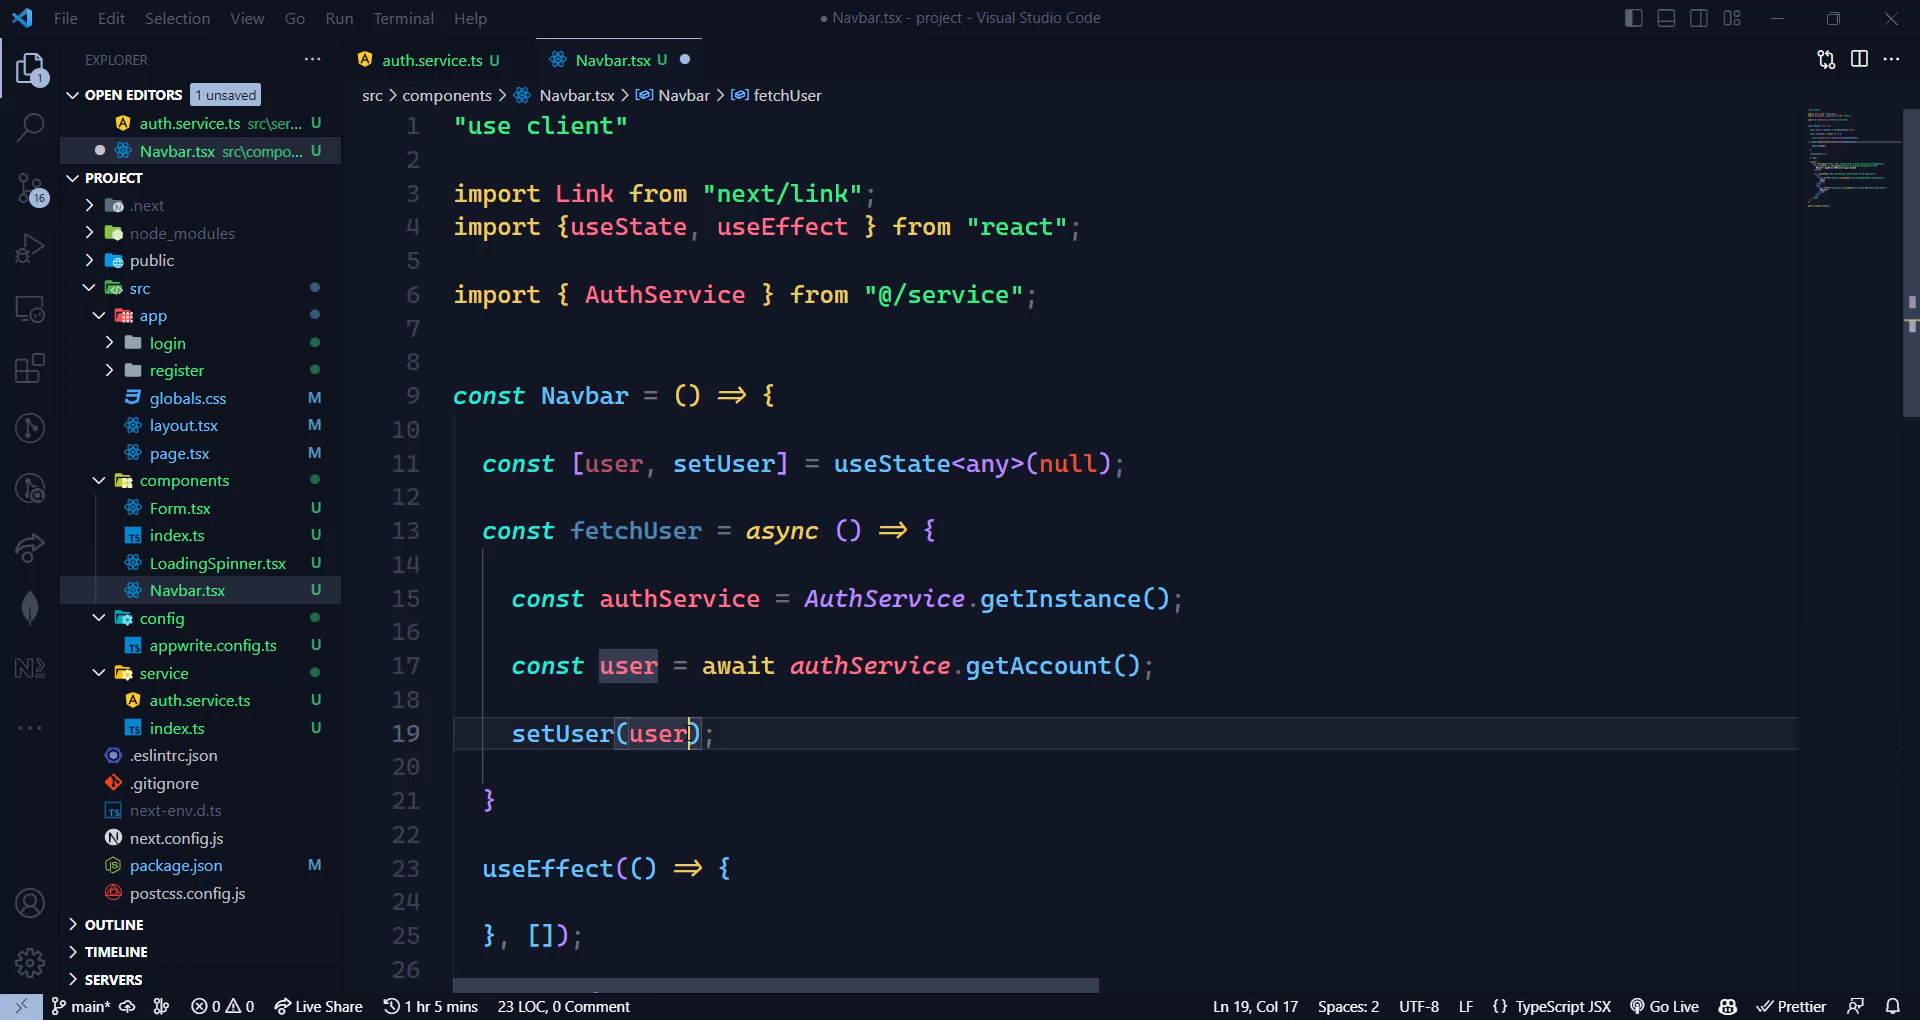 File Edit Selection View Go Run Terminal Help
● Navbar.tsx - project - Visual Studio Code
EXPLORER
1
OPEN EDITORS 1 unsaved
auth.service.ts src\ser... U
Navbar.tsx src\compo... U
PROJECT
.next
16
node_modules
public
src
app
login
register
globals.css M
layout.tsx M
page.tsx M
components
Form.tsx U
index.ts U
LoadingSpinner.tsx U
Navbar.tsx U
config
appwrite.config.ts U
service
auth.service.ts U
index.ts U
.eslintrc.json
.gitignore
next-env.d.ts
next.config.js
package.json M
postcss.config.js
OUTLINE
TIMELINE
SERVERS
auth.service.ts U
Navbar.tsx U
src > components > Navbar.tsx > Navbar > fetchUser
1 "use client"
2
3 import Link from "next/link";
4 import {useState, useEffect } from "react";
5
6 import { AuthService } from "@/service";
7
8
9 const Navbar = () => {
10
11 const [user, setUser] = useState<any>(null);
12
13 const fetchUser = async () => {
14
15 const authService = AuthService.getInstance();
16
17 const user = await authService.getAccount();
18
19 setUser(user);
20
21 }
22
23 useEffect(() => {
24
25 }, []);
26
main* 0 0 Live Share 1 hr 5 mins 23 LOC, 0 Comment
Ln 19, Col 17 Spaces: 2 UTF-8 LF {} TypeScript JSX Go Live Prettier